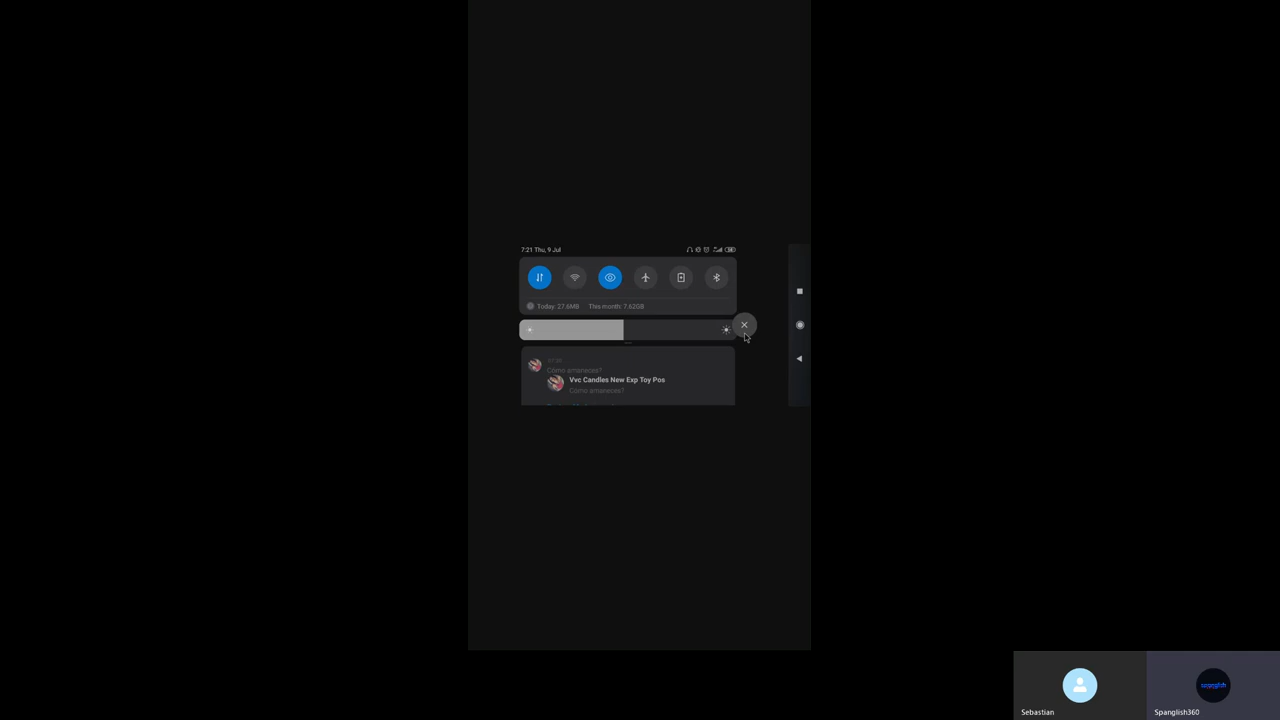 7:21 Thu, 9 Jul
Today: 27.6MB This month: 7.62GB
Cómo amaneces?
Vvc Candles New Exp Toy Pos
Cómo amaneces?
spanglish
Sebastian
Spanglish360